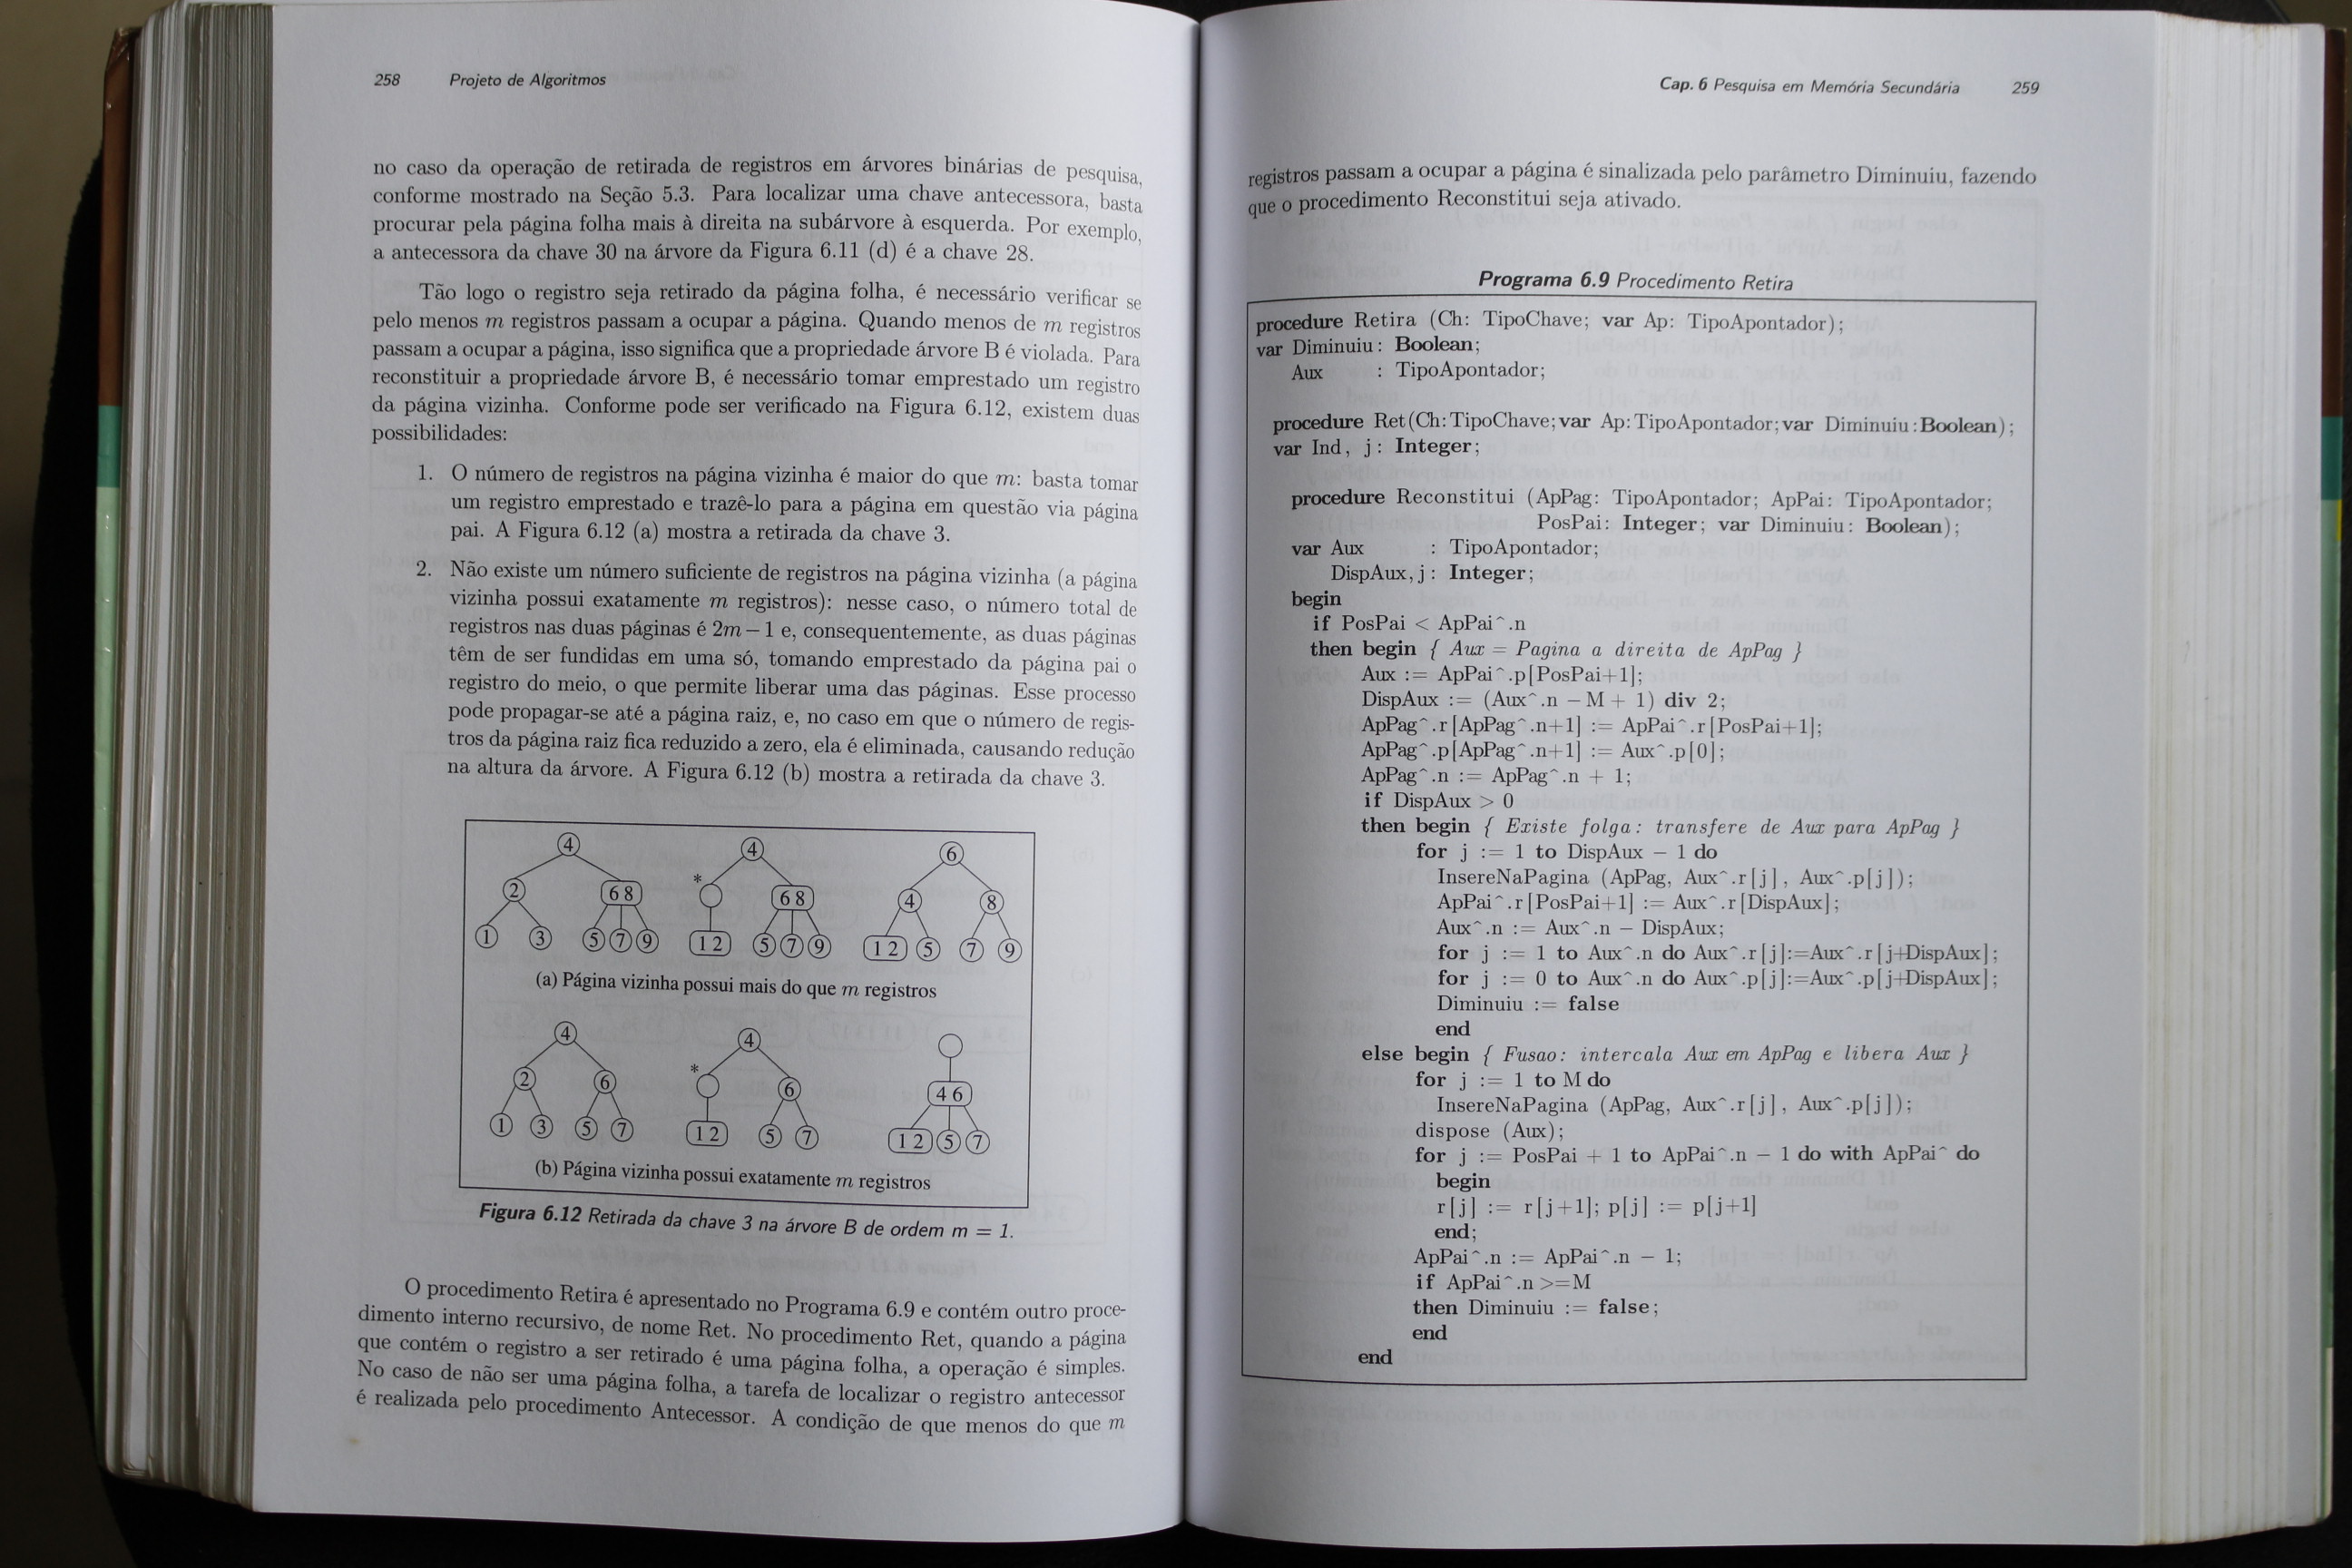 258 Projeto de Algoritmos
no caso da operação de retirada de registros em árvores binárias de pesquisa,
conforme mostrado na Seção 5.3. Para localizar uma chave antecessora, basta
procurar pela página folha mais à direita na subárvore à esquerda. Por exemplo,
a antecessora da chave 30 na árvore da Figura 6.11 (d) é a chave 28.
Tão logo o registro seja retirado da página folha, é necessário verificar se
pelo menos m registros passam a ocupar a página. Quando menos de m registros
passam a ocupar a página, isso significa que a propriedade árvore B é violada. Para
reconstituir a propriedade árvore B, é necessário tomar emprestado um registro
da página vizinha. Conforme pode ser verificado na Figura 6.12, existem duas
possibilidades:
1. O número de registros na página vizinha é maior do que m: basta tomar
um registro emprestado e trazê-lo para a página em questão via página
pai. A Figura 6.12 (a) mostra a retirada da chave 3.
2. Não existe um número suficiente de registros na página vizinha (a página
vizinha possui exatamente m registros): nesse caso, o número total de
registros nas duas páginas é 2m−1 e, consequentemente, as duas páginas
têm de ser fundidas em uma só, tomando emprestado da página pai o
registro do meio, o que permite liberar uma das páginas. Esse processo
pode propagar-se até a página raiz, e, no caso em que o número de regis-
tros da página raiz fica reduzido a zero, ela é eliminada, causando redução
na altura da árvore. A Figura 6.12 (b) mostra a retirada da chave 3.
4 4 6
2 6 8 * 6 8 4 8
1 3 5 7 9 1 2 5 7 9 1 2 5 7 9
(a) Página vizinha possui mais do que m registros
4 4
2 6 * 6 4 6
1 3 5 7 1 2 5 7 1 2 5 7
(b) Página vizinha possui exatamente m registros
Figura 6.12 Retirada da chave 3 na árvore B de ordem m = 1.
O procedimento Retira é apresentado no Programa 6.9 e contém outro proce-
dimento interno recursivo, de nome Ret. No procedimento Ret, quando a página
que contém o registro a ser retirado é uma página folha, a operação é simples.
No caso de não ser uma página folha, a tarefa de localizar o registro antecessor
é realizada pelo procedimento Antecessor. A condição de que menos do que m
Cap. 6 Pesquisa em Memória Secundária 259
registros passam a ocupar a página é sinalizada pelo parâmetro Diminuiu, fazendo
que o procedimento Reconstitui seja ativado.
Programa 6.9 Procedimento Retira
procedure Retira (Ch: TipoChave; var Ap: TipoApontador);
var Diminuiu: Boolean;
Aux : TipoApontador;
procedure Ret(Ch:TipoChave;var Ap:TipoApontador;var Diminuiu:Boolean);
var Ind, j: Integer;
procedure Reconstitui (ApPag: TipoApontador; ApPai: TipoApontador;
PosPai: Integer; var Diminuiu: Boolean);
var Aux : TipoApontador;
DispAux, j: Integer;
begin
if PosPai < ApPai^.n
then begin { Aux = Pagina a direita de ApPag }
Aux := ApPai^.p[PosPai+1];
DispAux := (Aux^.n − M + 1) div 2;
ApPag^.r[ApPag^.n+1] := ApPai^.r[PosPai+1];
ApPag^.p[ApPag^.n+1] := Aux^.p[0];
ApPag^.n := ApPag^.n + 1;
if DispAux > 0
then begin { Existe folga: transfere de Aux para ApPag }
for j := 1 to DispAux − 1 do
InsereNaPagina (ApPag, Aux^.r[j], Aux^.p[j]);
ApPai^.r[PosPai+1] := Aux^.r[DispAux];
Aux^.n := Aux^.n − DispAux;
for j := 1 to Aux^.n do Aux^.r[j]:=Aux^.r[j+DispAux];
for j := 0 to Aux^.n do Aux^.p[j]:=Aux^.p[j+DispAux];
Diminuiu := false
end
else begin { Fusao: intercala Aux em ApPag e libera Aux }
for j := 1 to M do
InsereNaPagina (ApPag, Aux^.r[j], Aux^.p[j]);
dispose (Aux);
for j := PosPai + 1 to ApPai^.n − 1 do with ApPai^ do
begin
r[j] := r[j+1]; p[j] := p[j+1]
end;
ApPai^.n := ApPai^.n − 1;
if ApPai^.n >=M
then Diminuiu := false;
end
end